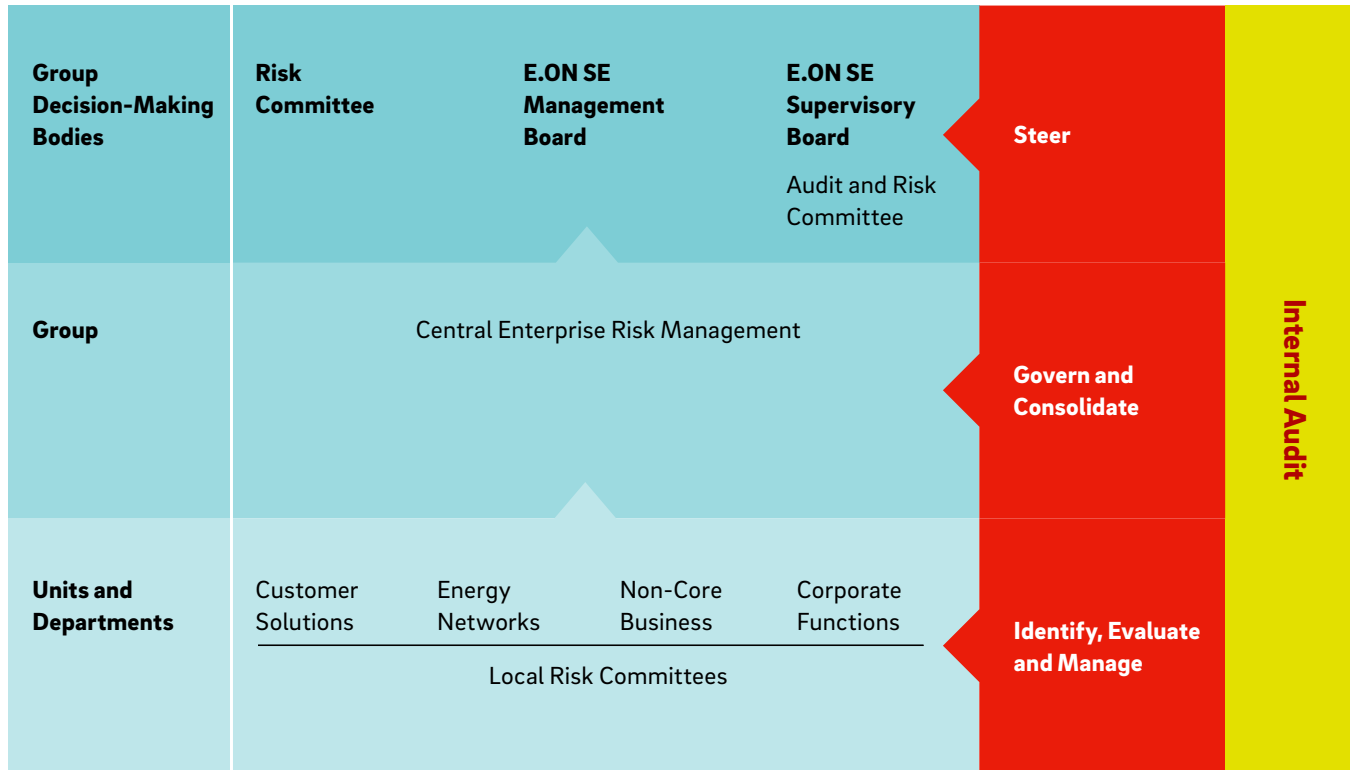 Group
Decision-Making
Bodies
Risk
Committee
E.ON SE
Management
Board
E.ON SE
Supervisory
Board
Audit and Risk
Committee
Steer
Group
Central Enterprise Risk Management
Govern and
Consolidate
Units and
Departments
Customer
Solutions
Energy
Networks
Non-Core
Business
Corporate
Functions
Local Risk Committees
Identify, Evaluate
and Manage
Internal Audit